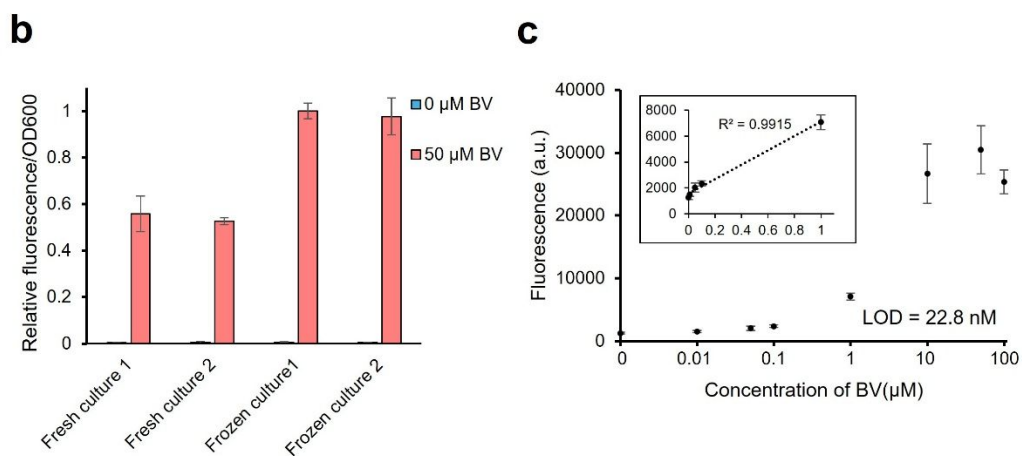 b
Relative fluorescence/OD600
1
0.8
0.6
0.4
0.2
0
0 µM BV
50 µM BV
Fresh culture 1
Fresh culture 2
Frozen culture1
Frozen culture 2
c
Fluorescence (a.u.)
40000
30000
20000
10000
0
8000
6000
4000
2000
0
R² = 0.9915
0 0.2 0.4 0.6 0.8 1
LOD = 22.8 nM
0 0.01 0.1 1 10 100
Concentration of BV(µM)